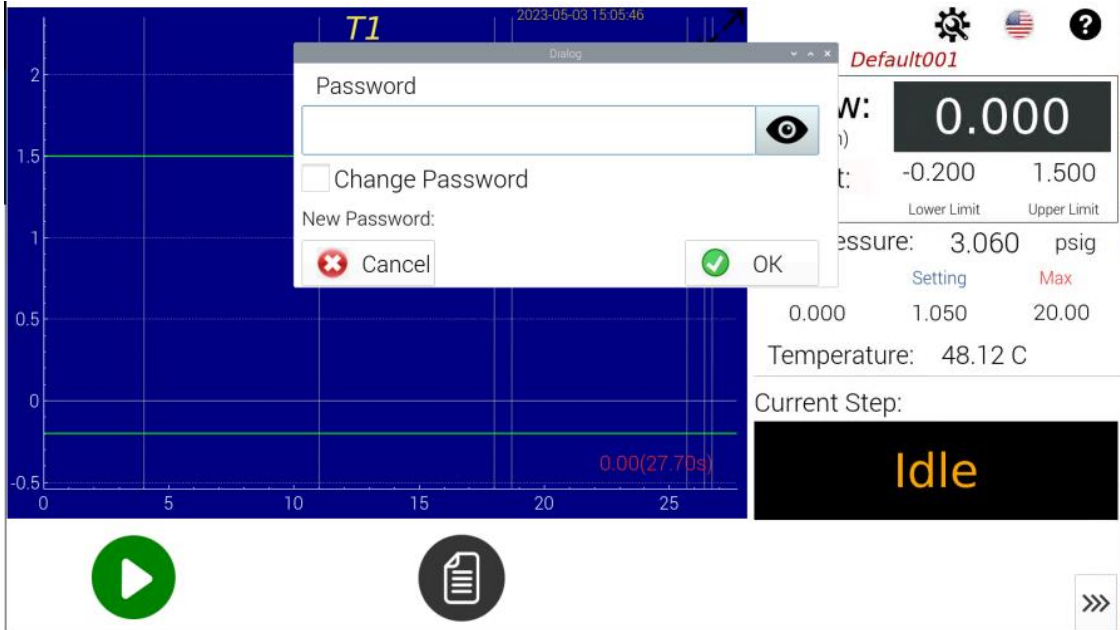 T1
2023-05-03 15:05:46
Default001
Dialog
Password
Change Password
New Password:
Cancel
OK
0.000
-0.200 1.500
Lower Limit Upper Limit
3.060 psig
Setting Max
0.000 1.050 20.00
Temperature: 48.12 C
Current Step:
Idle
2
1.5
1
0.5
0
-0.5
0 5 10 15 20 25
0.00(27.70s)